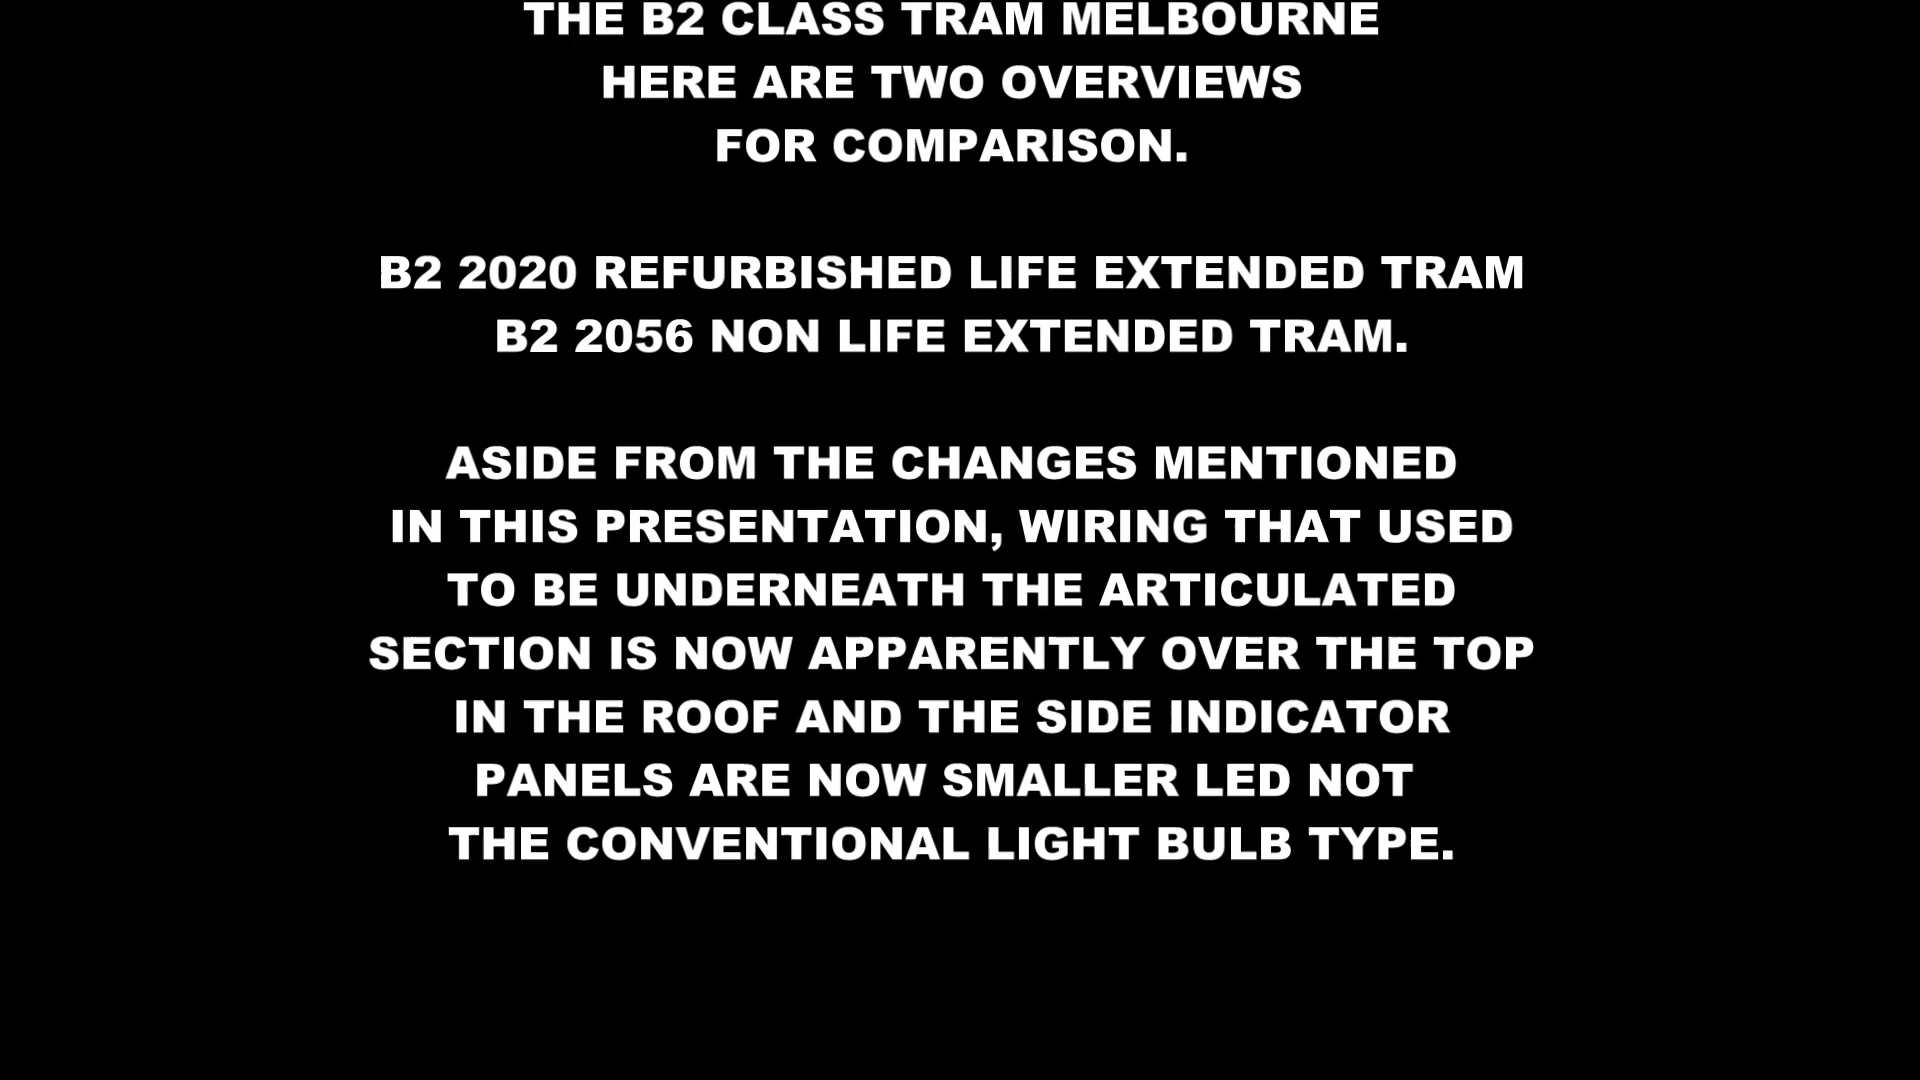 THE B2 CLASS TRAM MELBOURNE
HERE ARE TWO OVERVIEWS
FOR COMPARISON.
B2 2020 REFURBISHED LIFE EXTENDED TRAM
B2 2056 NON LIFE EXTENDED TRAM.
ASIDE FROM THE CHANGES MENTIONED
IN THIS PRESENTATION, WIRING THAT USED
TO BE UNDERNEATH THE ARTICULATED
SECTION IS NOW APPARENTLY OVER THE TOP
IN THE ROOF AND THE SIDE INDICATOR
PANELS ARE NOW SMALLER LED NOT
THE CONVENTIONAL LIGHT BULB TYPE.